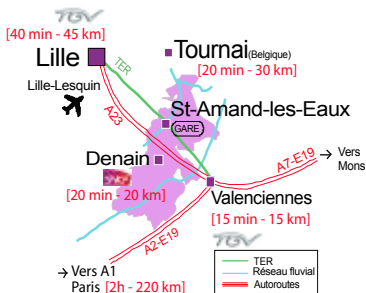 TGV
[40 min - 45 km]
Lille
TER
Tournai (Belgique)
[20 min - 30 km]
Lille-Lesquin
A23
St-Amand-les-Eaux
GARE
Denain
SNCF
[20 min - 20 km]
A7-E19
→ Vers
Mons
Valenciennes
[15 min - 15 km]
TGV
A2-E19
→ Vers A1
Paris [2h - 220 km]
TER
Réseau fluvial
Autoroutes